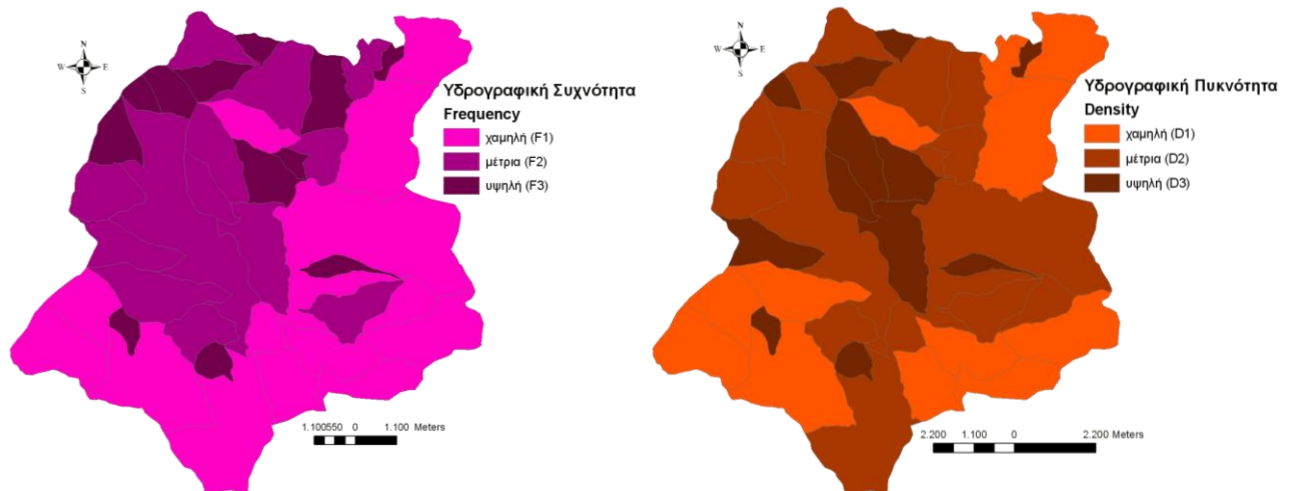 N
W E
S
Υδρογραφική Συχνότητα
Frequency
χαμηλή (F1)
μέτρια (F2)
υψηλή (F3)
1.100550 0 1.100 Meters
N
W E
S
Υδρογραφική Πυκνότητα
Density
χαμηλή (D1)
μέτρια (D2)
υψηλή (D3)
2.200 1.100 0 2.200 Meters